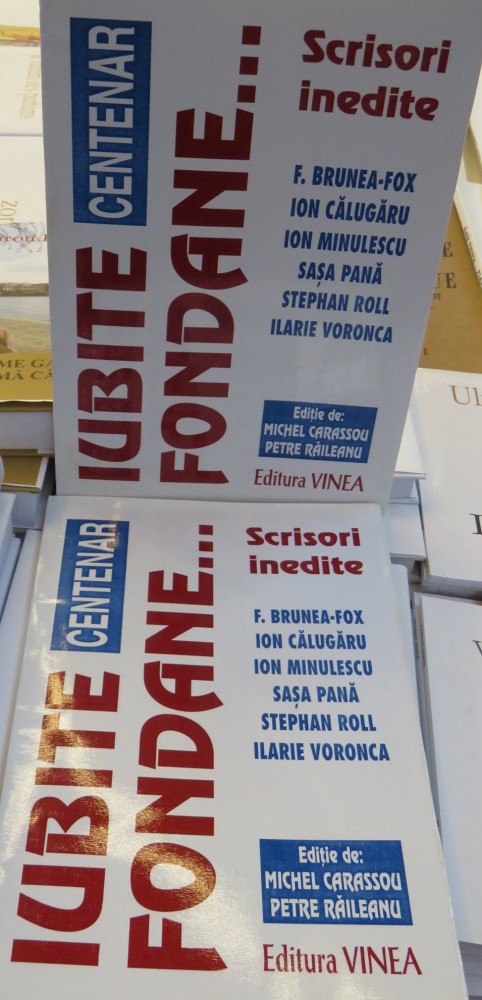 IUBITE
CENTENAR
FONDANE...
Scrisori
inedite
F. BRUNEA-FOX
ION CĂLUGĂRU
ION MINULESCU
SAȘA PANĂ
STEPHAN ROLL
ILARIE VORONCA
Ediție de:
MICHEL CARASSOU
PETRE RĂILEANU
Editura VINEA
IUBITE
CENTENAR
FONDANE...
Scrisori
inedite
F. BRUNEA-FOX
ION CĂLUGĂRU
ION MINULESCU
SAȘA PANĂ
STEPHAN ROLL
ILARIE VORONCA
Ediție de:
MICHEL CARASSOU
PETRE RĂILEANU
Editura VINEA